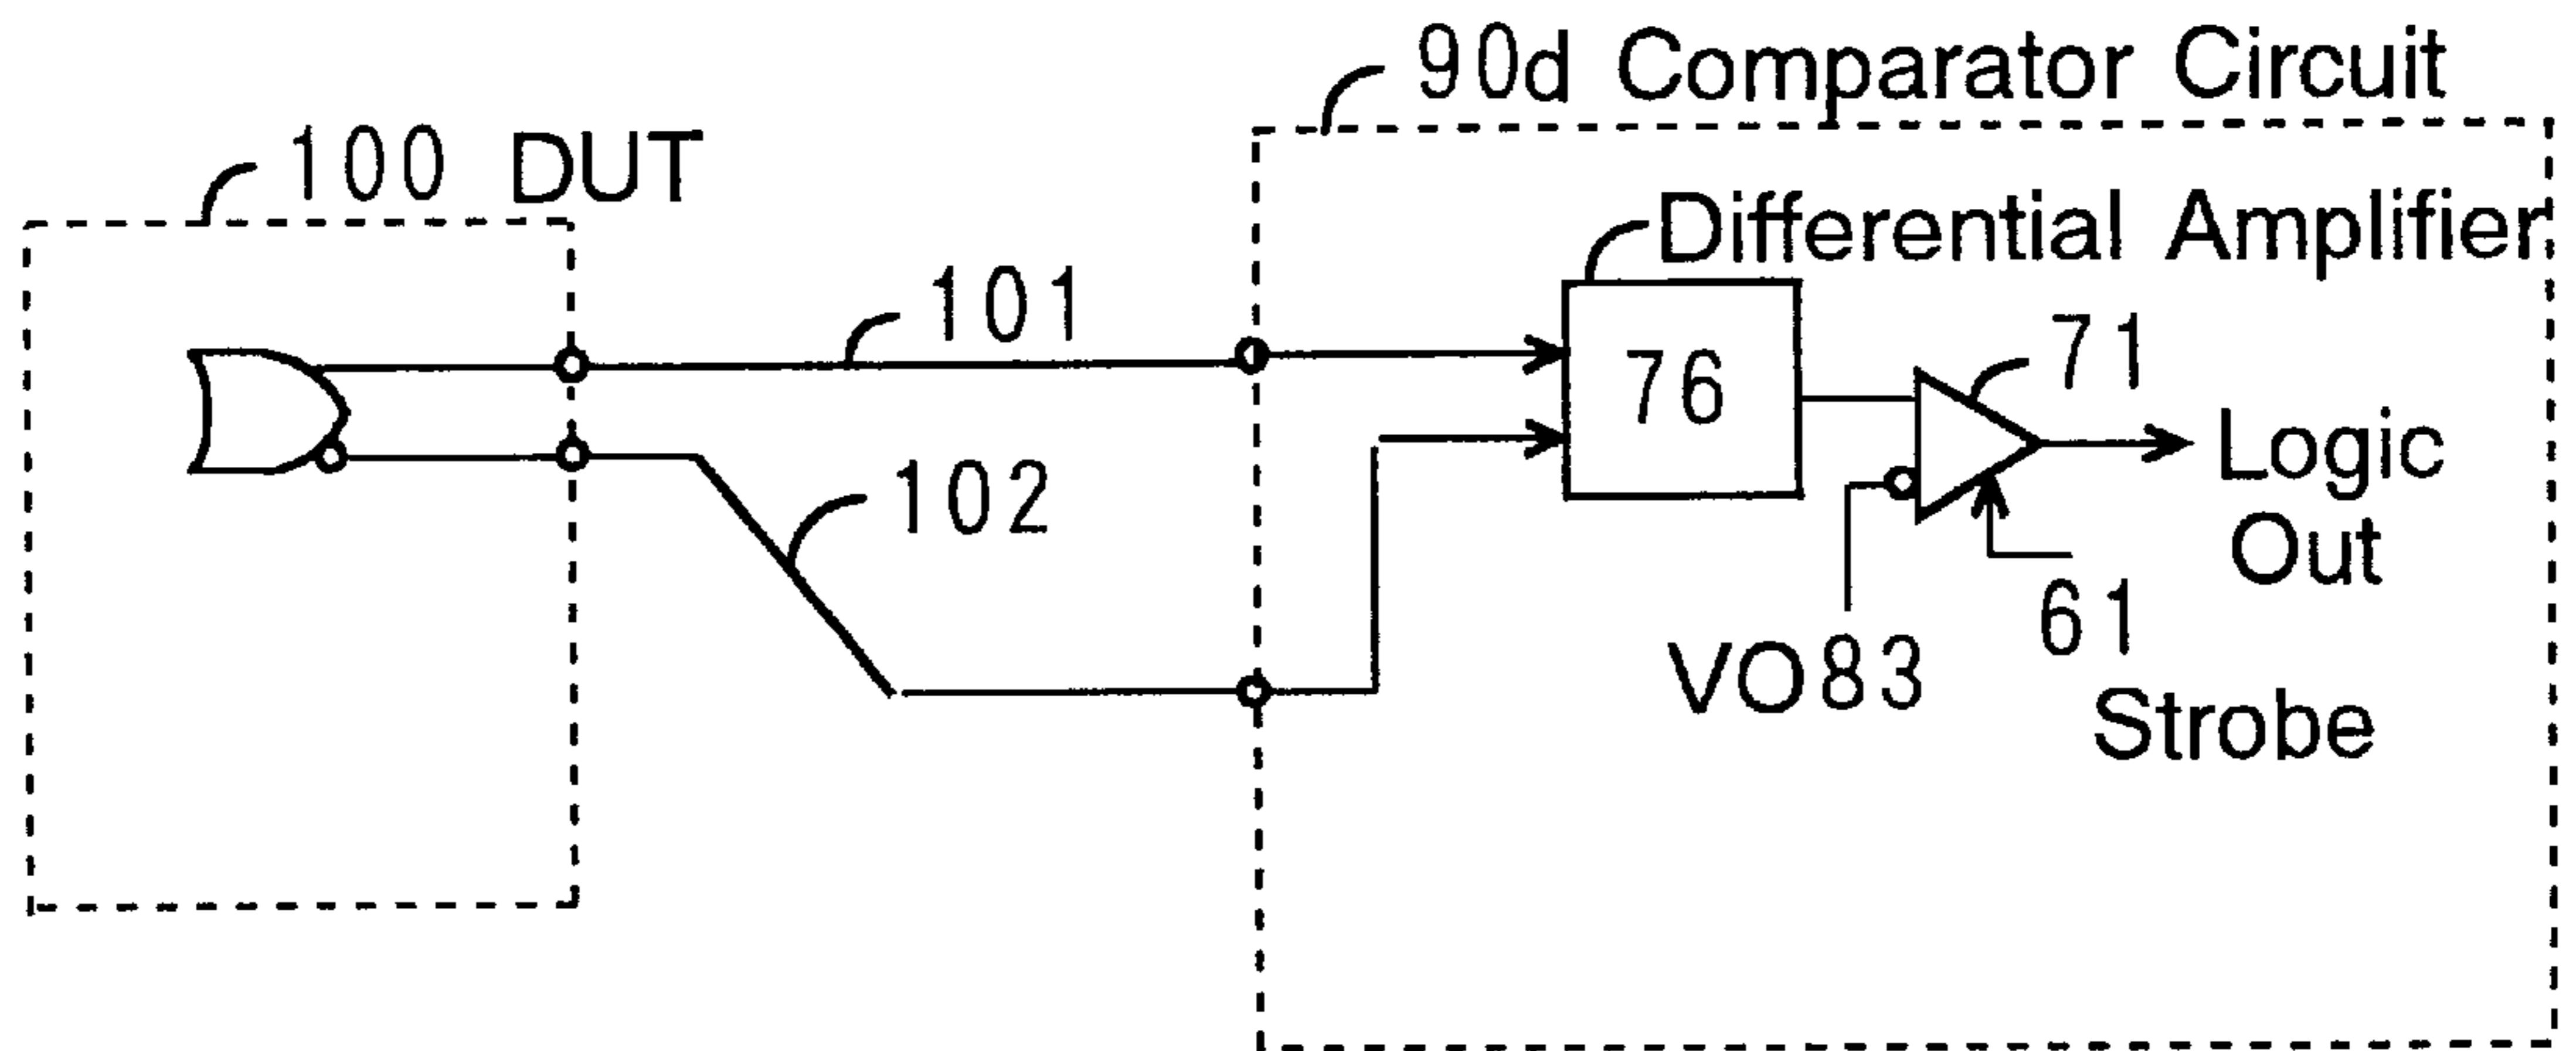 90d Comparator Circuit
100 DUT
Differential Amplifier
101
71
76
102
Logic
Out
61
VO83
Strobe